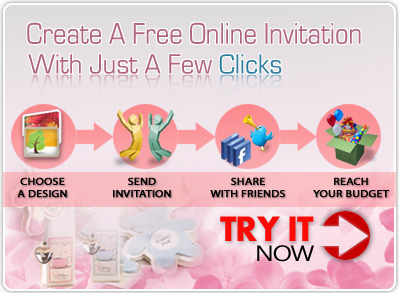 Create A Free Online Invitation
With Just A Few Clicks
CHOOSE
A DESIGN
SEND
INVITATION
SHARE
WITH FRIENDS
REACH
YOUR BUDGET
TRY IT
NOW